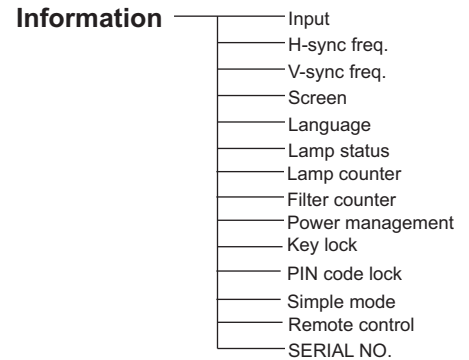 Information
Input
H-sync freq.
V-sync freq.
Screen
Language
Lamp status
Lamp counter
Filter counter
Power management
Key lock
PIN code lock
Simple mode
Remote control
SERIAL NO.